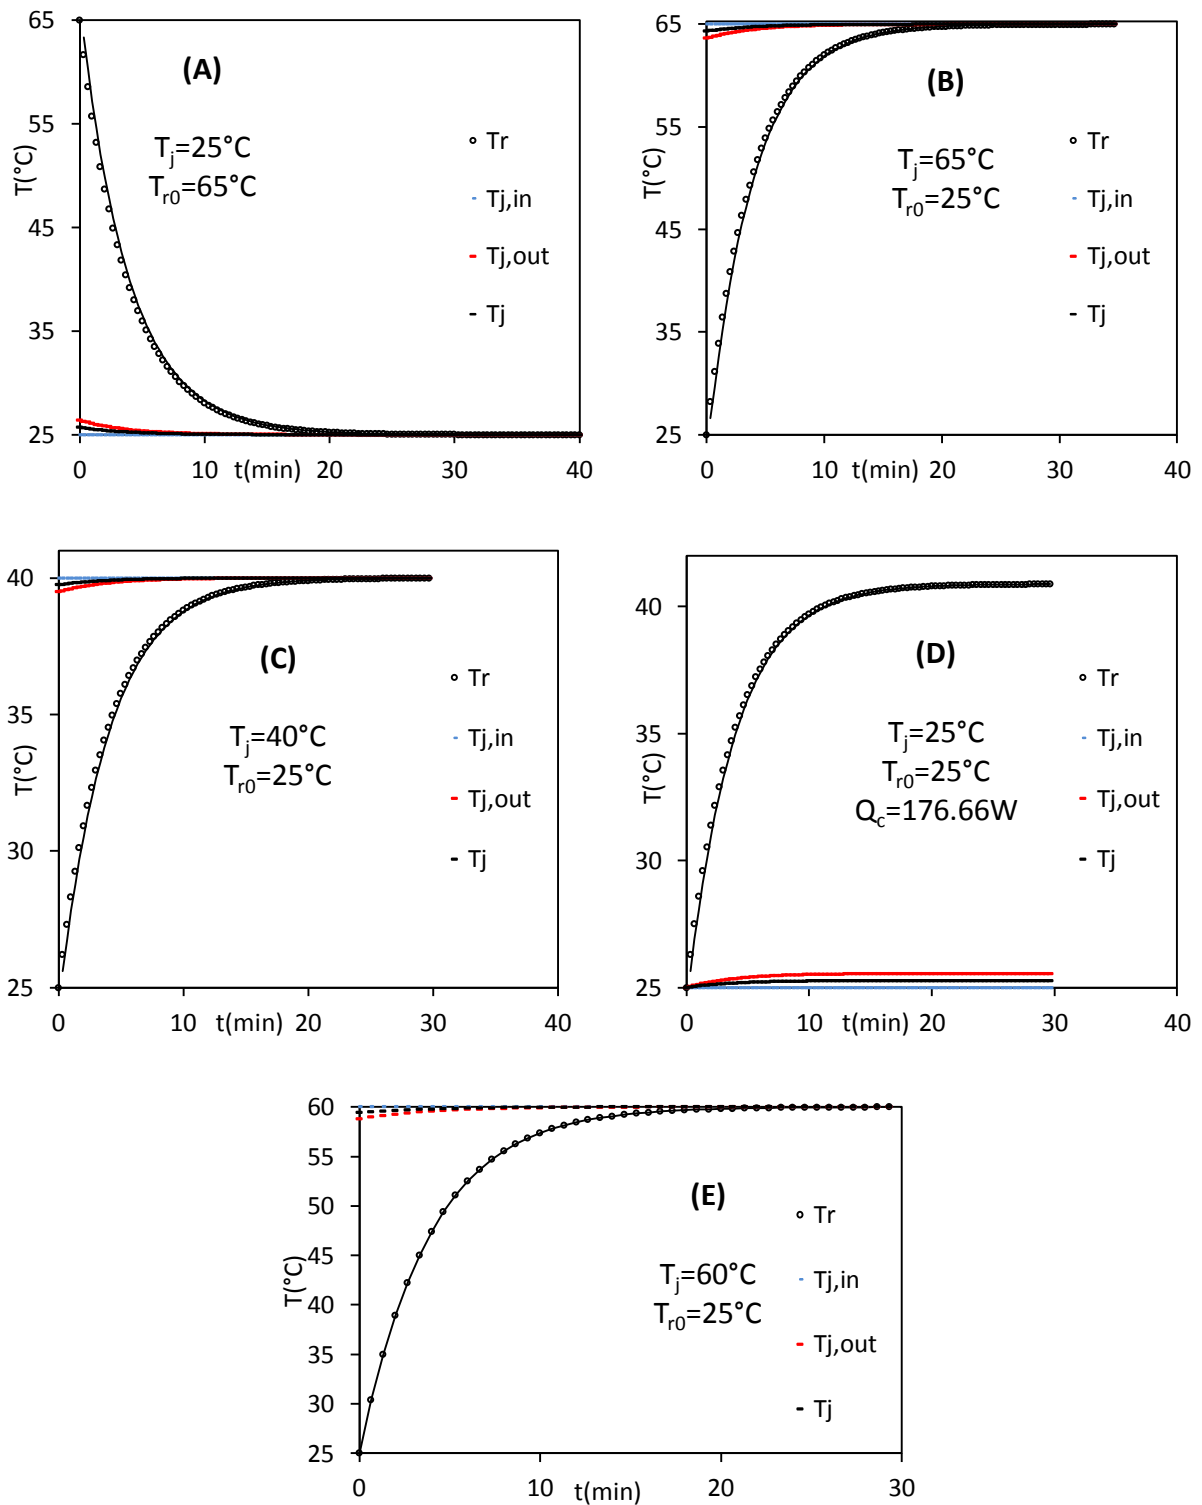 65
55
45
35
25
T(°C)
(A)
Tj=25°C
Tr0=65°C
Tr
Tj,in
Tj,out
Tj
0
10
20
30
40
t(min)
65
55
45
35
25
T(°C)
(B)
Tj=65°C
Tr0=25°C
Tr
Tj,in
Tj,out
Tj
0
10
20
30
40
t(min)
40
35
30
25
T(°C)
(C)
Tj=40°C
Tr0=25°C
Tr
Tj,in
Tj,out
Tj
0
10
20
30
40
t(min)
40
35
30
25
T(°C)
(D)
Tj=25°C
Tr0=25°C
Qc=176.66W
Tr
Tj,in
Tj,out
Tj
0
10
20
30
40
t(min)
60
55
50
45
40
35
30
25
T(°C)
(E)
Tj=60°C
Tr0=25°C
Tr
Tj,in
Tj,out
Tj
0
10
20
30
t(min)